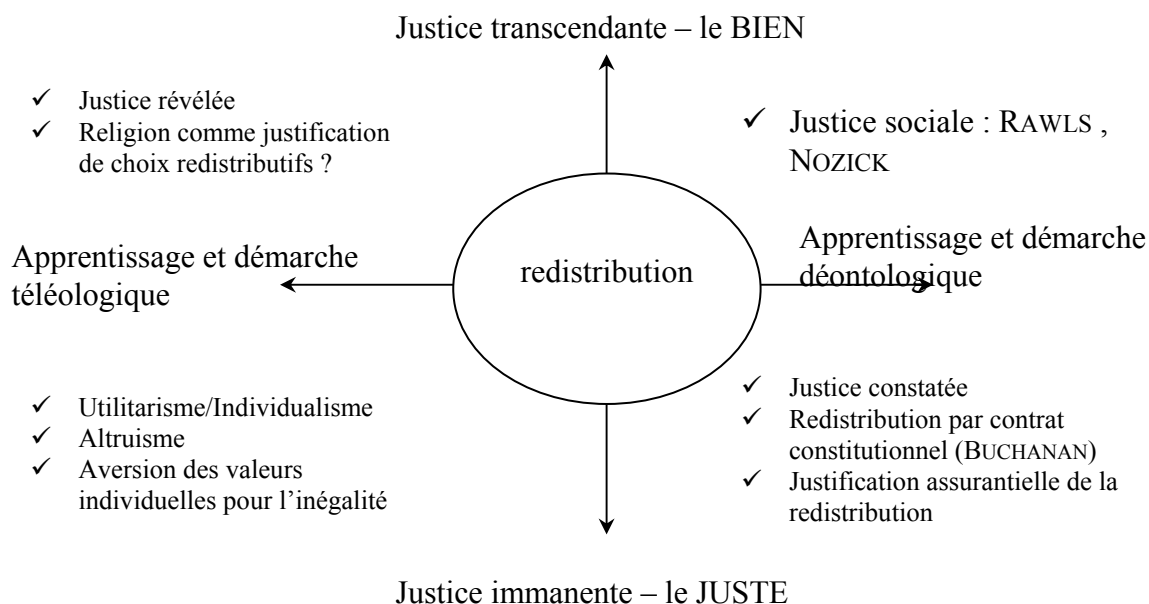 Justice transcendante – le BIEN
✓ Justice révélée
✓ Religion comme justification
de choix redistributifs ?
✓ Justice sociale : RAWLS ,
NOZICK
Apprentissage et démarche
téléologique
redistribution
Apprentissage et démarche
déontologique
✓ Utilitarisme/Individualisme
✓ Altruisme
✓ Aversion des valeurs
individuelles pour l’inégalité
✓ Justice constatée
✓ Redistribution par contrat
constitutionnel (BUCHANAN)
✓ Justification assurantielle de la
redistribution
Justice immanente – le JUSTE